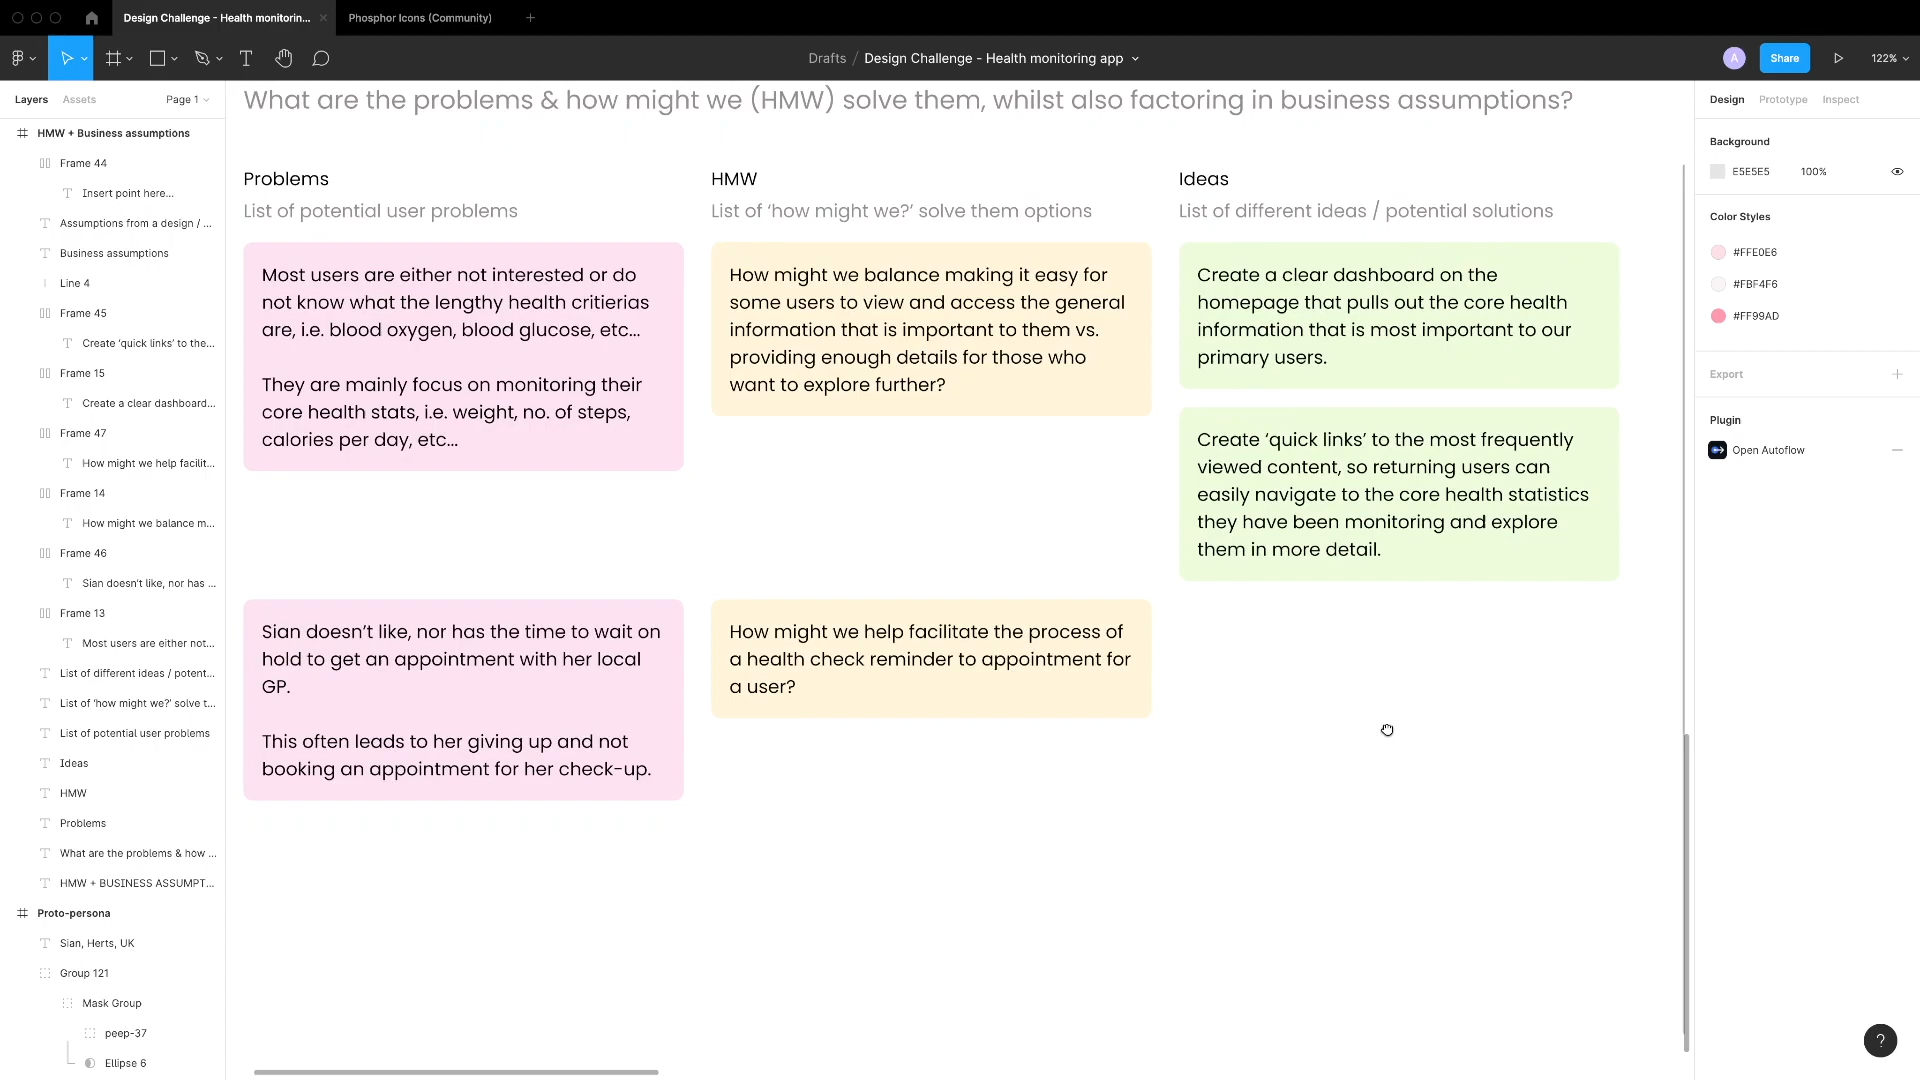 Design Challenge - Health monitorin...
Phosphor Icons (Community)
Drafts / Design Challenge - Health monitoring app
A
Share
122%
Layers
Assets
Page 1
HMW + Business assumptions
Frame 44
Insert point here...
Assumptions from a design / ...
Business assumptions
Line 4
Frame 45
Create ‘quick links’ to the...
Frame 15
Create a clear dashboard...
Frame 47
How might we help facilit...
Frame 14
How might we balance m...
Frame 46
Sian doesn’t like, nor has ...
Frame 13
Most users are either not...
List of different ideas / potent...
List of ‘how might we?’ solve t...
List of potential user problems
Ideas
HMW
Problems
What are the problems & how ...
HMW + BUSINESS ASSUMPT...
Proto-persona
Sian, Herts, UK
Group 121
Mask Group
peep-37
Ellipse 6
What are the problems & how might we (HMW) solve them, whilst also factoring in business assumptions?
Problems
List of potential user problems
Most users are either not interested or do
not know what the lengthy health critierias
are, i.e. blood oxygen, blood glucose, etc...
They are mainly focus on monitoring their
core health stats, i.e. weight, no. of steps,
calories per day, etc...
Sian doesn’t like, nor has the time to wait on
hold to get an appointment with her local
GP.
This often leads to her giving up and not
booking an appointment for her check-up.
HMW
List of ‘how might we?’ solve them options
How might we balance making it easy for
some users to view and access the general
information that is important to them vs.
providing enough details for those who
want to explore further?
How might we help facilitate the process of
a health check reminder to appointment for
a user?
Ideas
List of different ideas / potential solutions
Create a clear dashboard on the
homepage that pulls out the core health
information that is most important to our
primary users.
Create ‘quick links’ to the most frequently
viewed content, so returning users can
easily navigate to the core health statistics
they have been monitoring and explore
them in more detail.
Design
Prototype
Inspect
Background
E5E5E5
100%
Color Styles
#FFE0E6
#FBF4F6
#FF99AD
Export
Plugin
Open Autoflow
?